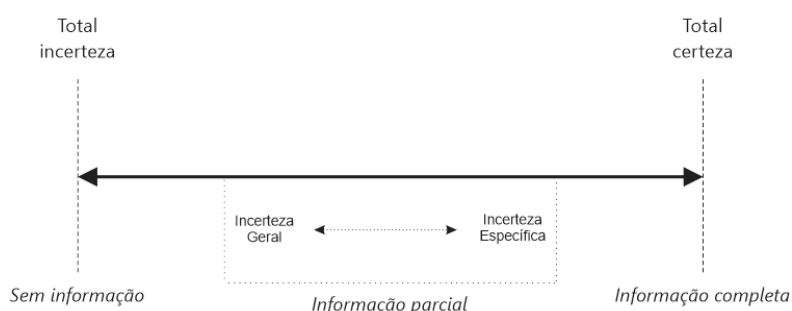 Total
incerteza
Total
certeza
Incerteza
Geral
Incerteza
Específica
Sem informação
Informação parcial
Informação completa